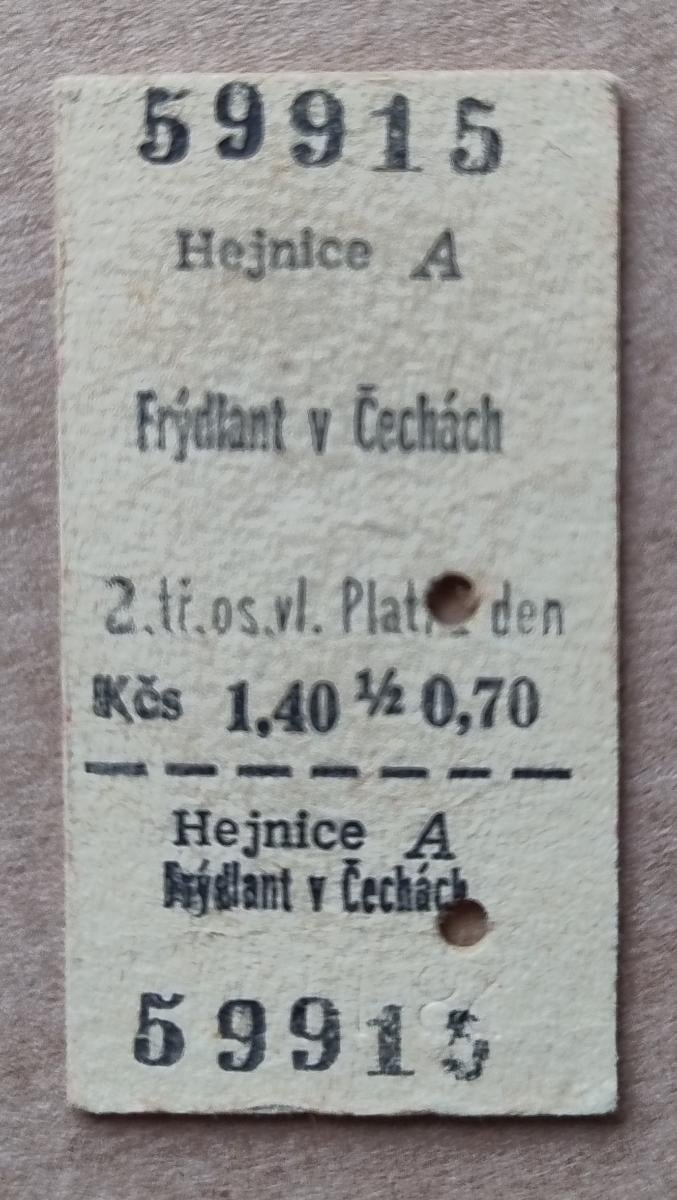 59915
Hejnice A
Frýdlant v Čechách
2.tř.os.vl. den
Kčs 1,40 ½ 0,70
Hejnice A
Frýdlant v Čechách
59915